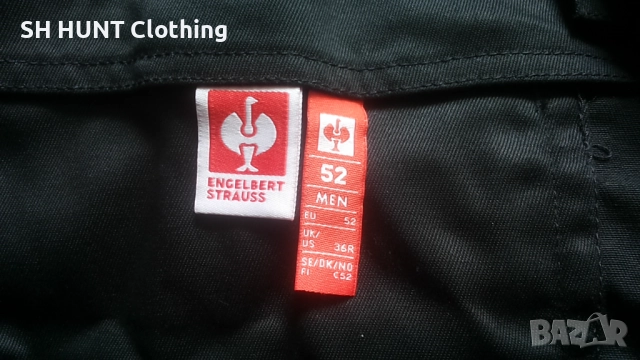 SH HUNT Clothing
ENGELBERT
STRAUSS
52
MEN
EU 52
UK/
US 36R
SE/DK/NO
FI C52
BAZAR